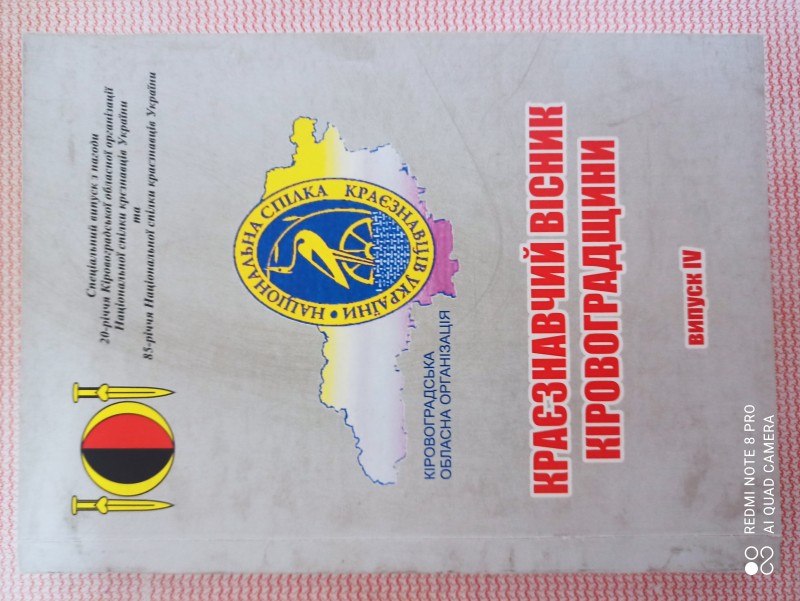 Спеціальний випуск з нагоди
20-річчя Кіровоградської обласної організації
Національної спілки крєзнавців України
та
85-річчя Національної спілки краєзнавців України
НАЦІОНАЛЬНА СПІЛКА КРАЄЗНАВЦІВ УКРАЇНИ •
КІРОВОГРАДСЬКА
ОБЛАСНА ОРГАНІЗАЦІЯ
КРАЄЗНАВЧИЙ ВІСНИК
КІРОВОГРАДЩИНИ
ВИПУСК IV
REDMI NOTE 8 PRO
AI QUAD CAMERA